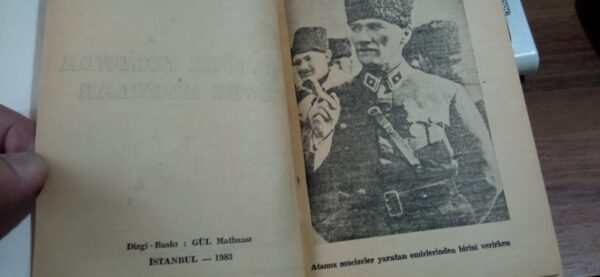 Dizgi - Baskı : GÜL Matbaası
İSTANBUL — 1983
Atamız mucizeler yaratan emirlerinden birini verirken